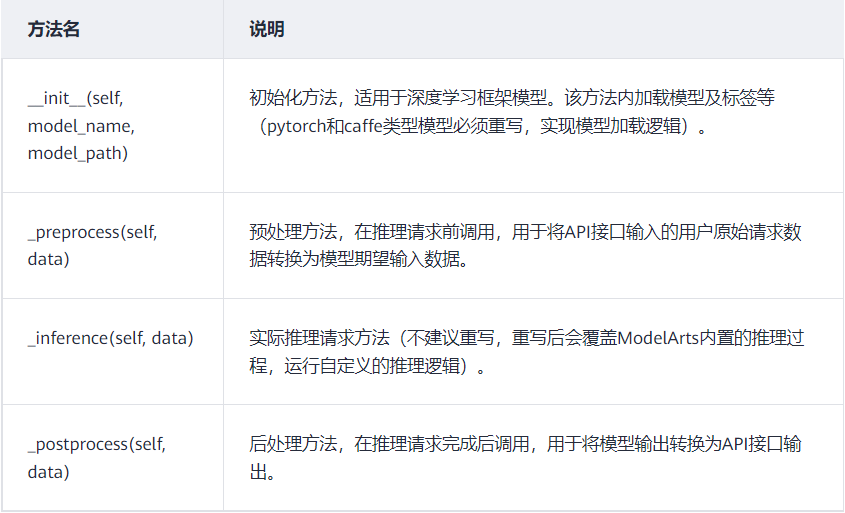 方法名
说明
__init__(self,
model_name,
model_path)
初始化方法，适用于深度学习框架模型。该方法内加载模型及标签等
（pytorch和caffe类型模型必须重写，实现模型加载逻辑）。
_preprocess(self,
data)
预处理方法，在推理请求前调用，用于将API接口输入的用户原始请求数
据转换为模型期望输入数据。
_inference(self, data)
实际推理请求方法（不建议重写，重写后会覆盖ModelArts内置的推理过
程，运行自定义的推理逻辑）。
_postprocess(self,
data)
后处理方法，在推理请求完成后调用，用于将模型输出转换为API接口输
出。